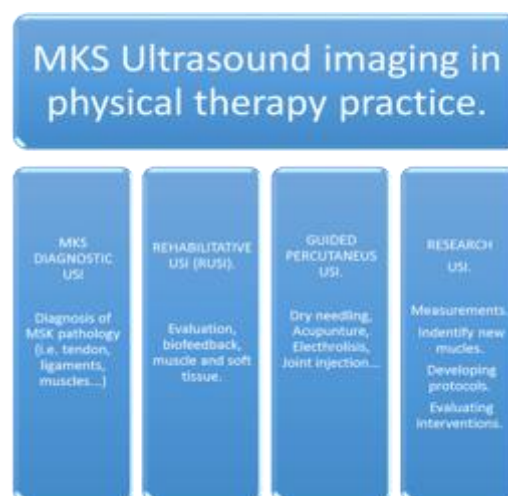 MKS Ultrasound imaging in
physical therapy practice.
MKS
DIAGNOSTIC
USI
Diagnosis of
MSK pathology
(i.e. tendon,
ligaments,
muscles...)
REHABILITATIVE
USI (RUSI).
Evaluation,
biofeedback,
muscle and soft
tissue.
GUIDED
PERCUTANEUS
USI.
Dry needling,
Acupunture,
Electhrolisis,
Joint injection...
RESEARCH
USI.
Measurements.
Indentify new
mucles.
Developing
protocols.
Evaluating
Interventions.